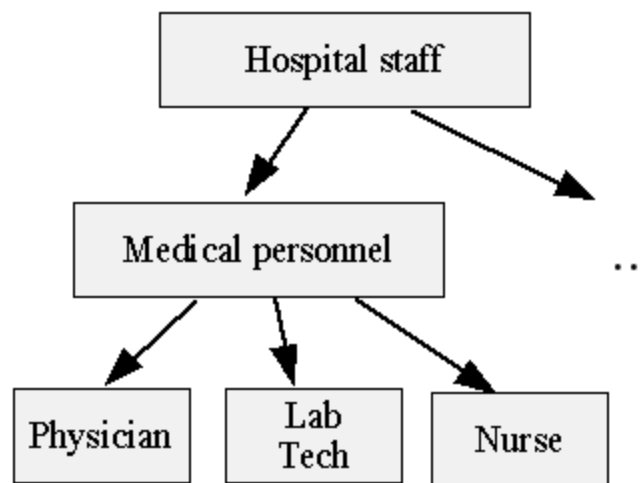 Hospital staff
Medical personnel
..
Physician
Lab
Tech
Nurse